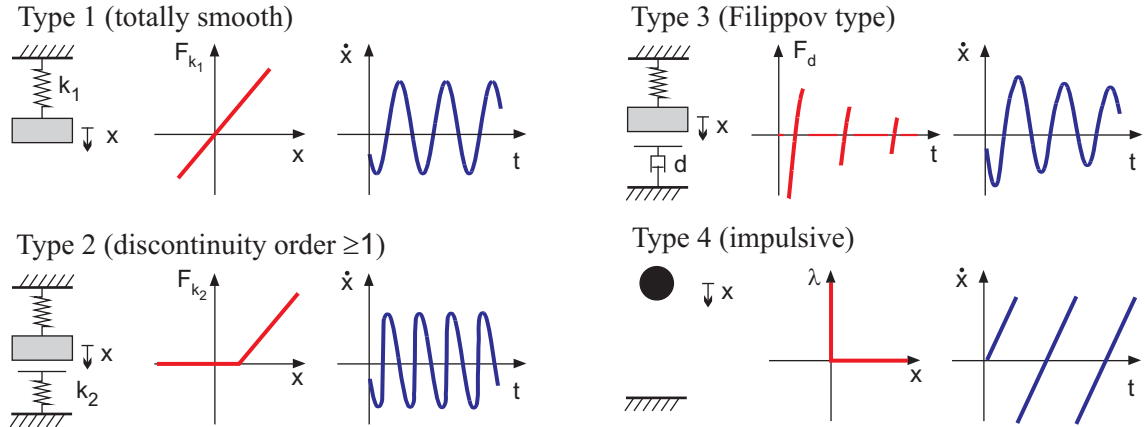 Type 1 (totally smooth)
k₁
x
Fₖ₁
x
ẋ
t
Type 2 (discontinuity order ≥1)
x
k₂
Fₖ₂
x
ẋ
t
Type 3 (Filippov type)
x
d
F_d
t
ẋ
t
Type 4 (impulsive)
x
λ
x
ẋ
t